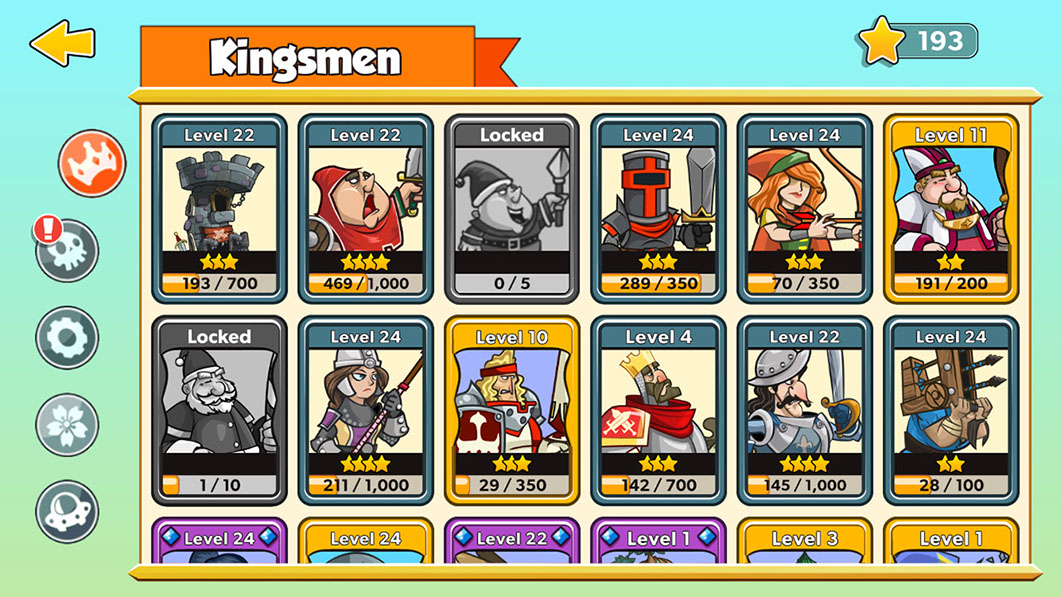 Kingsmen
193
!
Level 22
Level 22
Locked
Level 24
Level 24
Level 11
193 / 700
469 / 1,000
0 / 5
289 / 350
70 / 350
191 / 200
Locked
Level 24
Level 10
Level 4
Level 22
Level 24
1 / 10
211 / 1,000
29 / 350
142 / 700
145 / 1,000
28 / 100
Level 24
Level 24
Level 22
Level 1
Level 3
Level 1